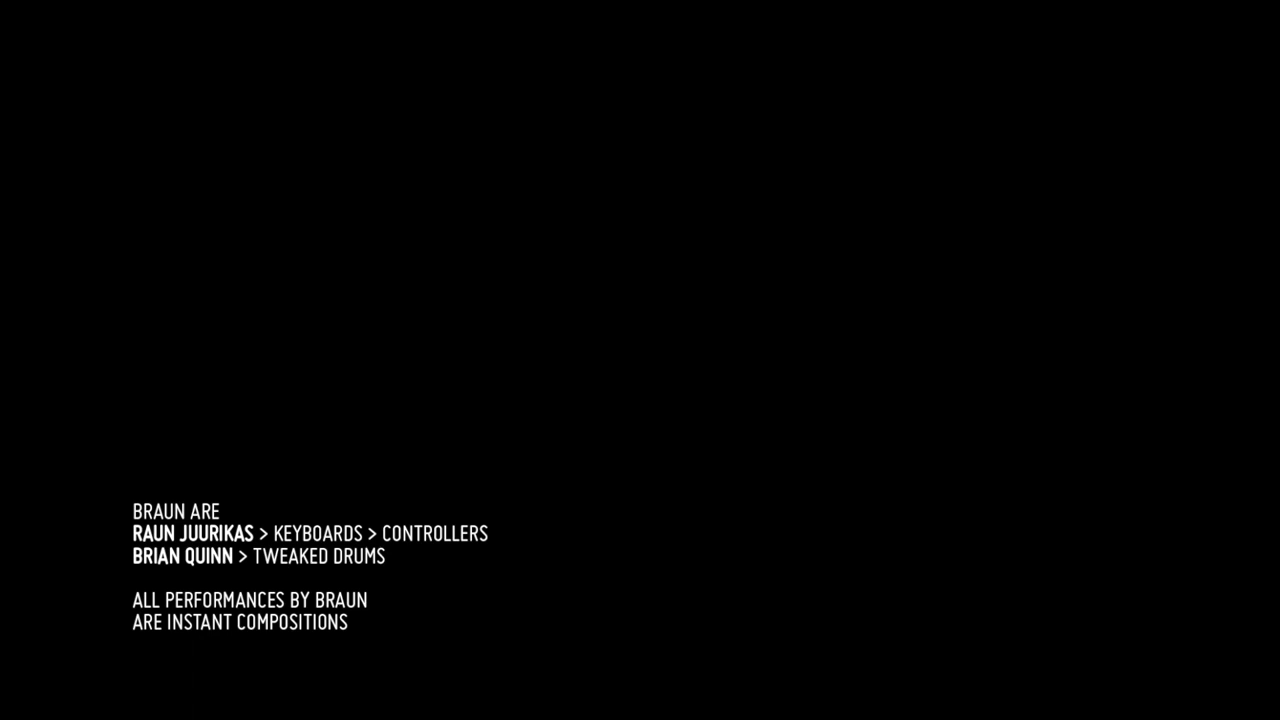 BRAUN ARE
RAUN JUURIKAS > KEYBOARDS > CONTROLLERS
BRIAN QUINN > TWEAKED DRUMS
ALL PERFORMANCES BY BRAUN
ARE INSTANT COMPOSITIONS